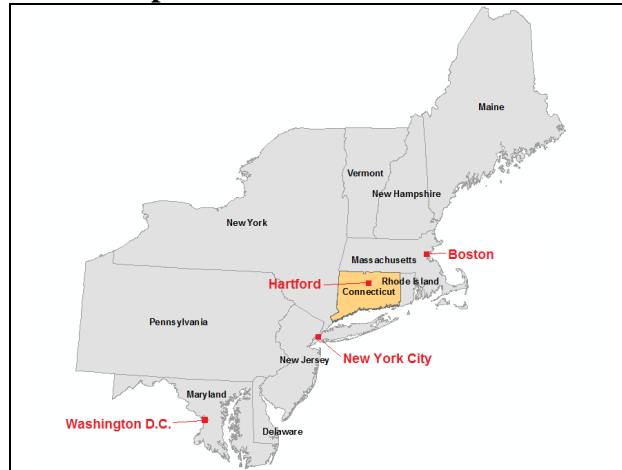 Maine
Vermont
New Hampshire
New York
Massachusetts
Boston
Hartford
Rhode Island
Connecticut
Pennsylvania
New York City
New Jersey
Maryland
Washington D.C.
Delaware